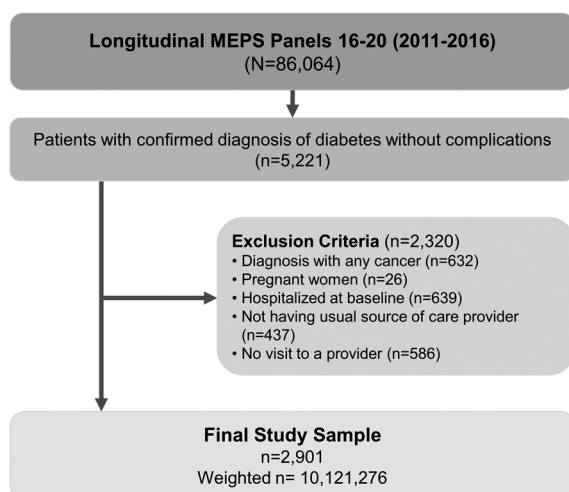 Longitudinal MEPS Panels 16-20 (2011-2016)
(N=86,064)
Patients with confirmed diagnosis of diabetes without complications
(n=5,221)
Exclusion Criteria (n=2,320)
• Diagnosis with any cancer (n=632)
• Pregnant women (n=26)
• Hospitalized at baseline (n=639)
• Not having usual source of care provider
(n=437)
• No visit to a provider (n=586)
Final Study Sample
n=2,901
Weighted n= 10,121,276